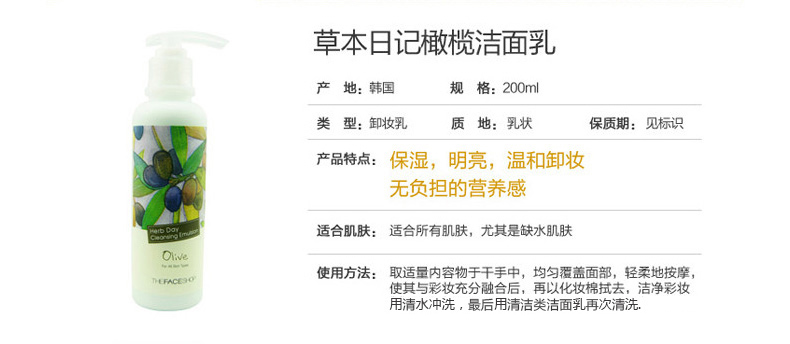 草本日记橄榄洁面乳
产 地：韩国 规 格：200ml
类 型：卸妆乳 质 地：乳状 保质期：见标识
产品特点：保湿，明亮，温和卸妆
无负担的营养感
适合肌肤：适合所有肌肤，尤其是缺水肌肤
使用方法：取适量内容物于干手中，均匀覆盖面部，轻柔地按摩，
使其与彩妆充分融合后，再以化妆棉拭去，洁净彩妆
用清水冲洗，最后用清洁类洁面乳再次清洗.
Herb Day
Cleansing Emulsion
Olive
For All Skin Types
THEFACESHOP